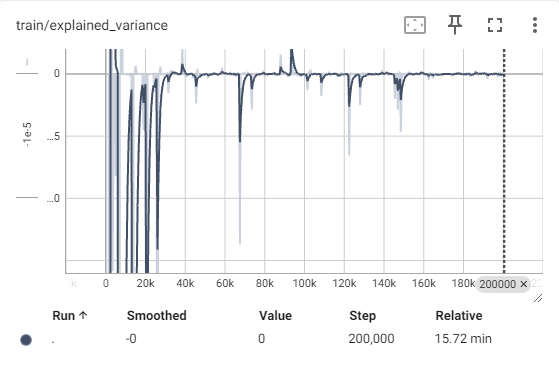 train/explained_variance
0
...5
-1e-5
...0
0 20k 40k 60k 80k 100k 120k 140k 160k 180k 200000 ×
Run ↑ Smoothed Value Step Relative
. -0 0 200,000 15.72 min